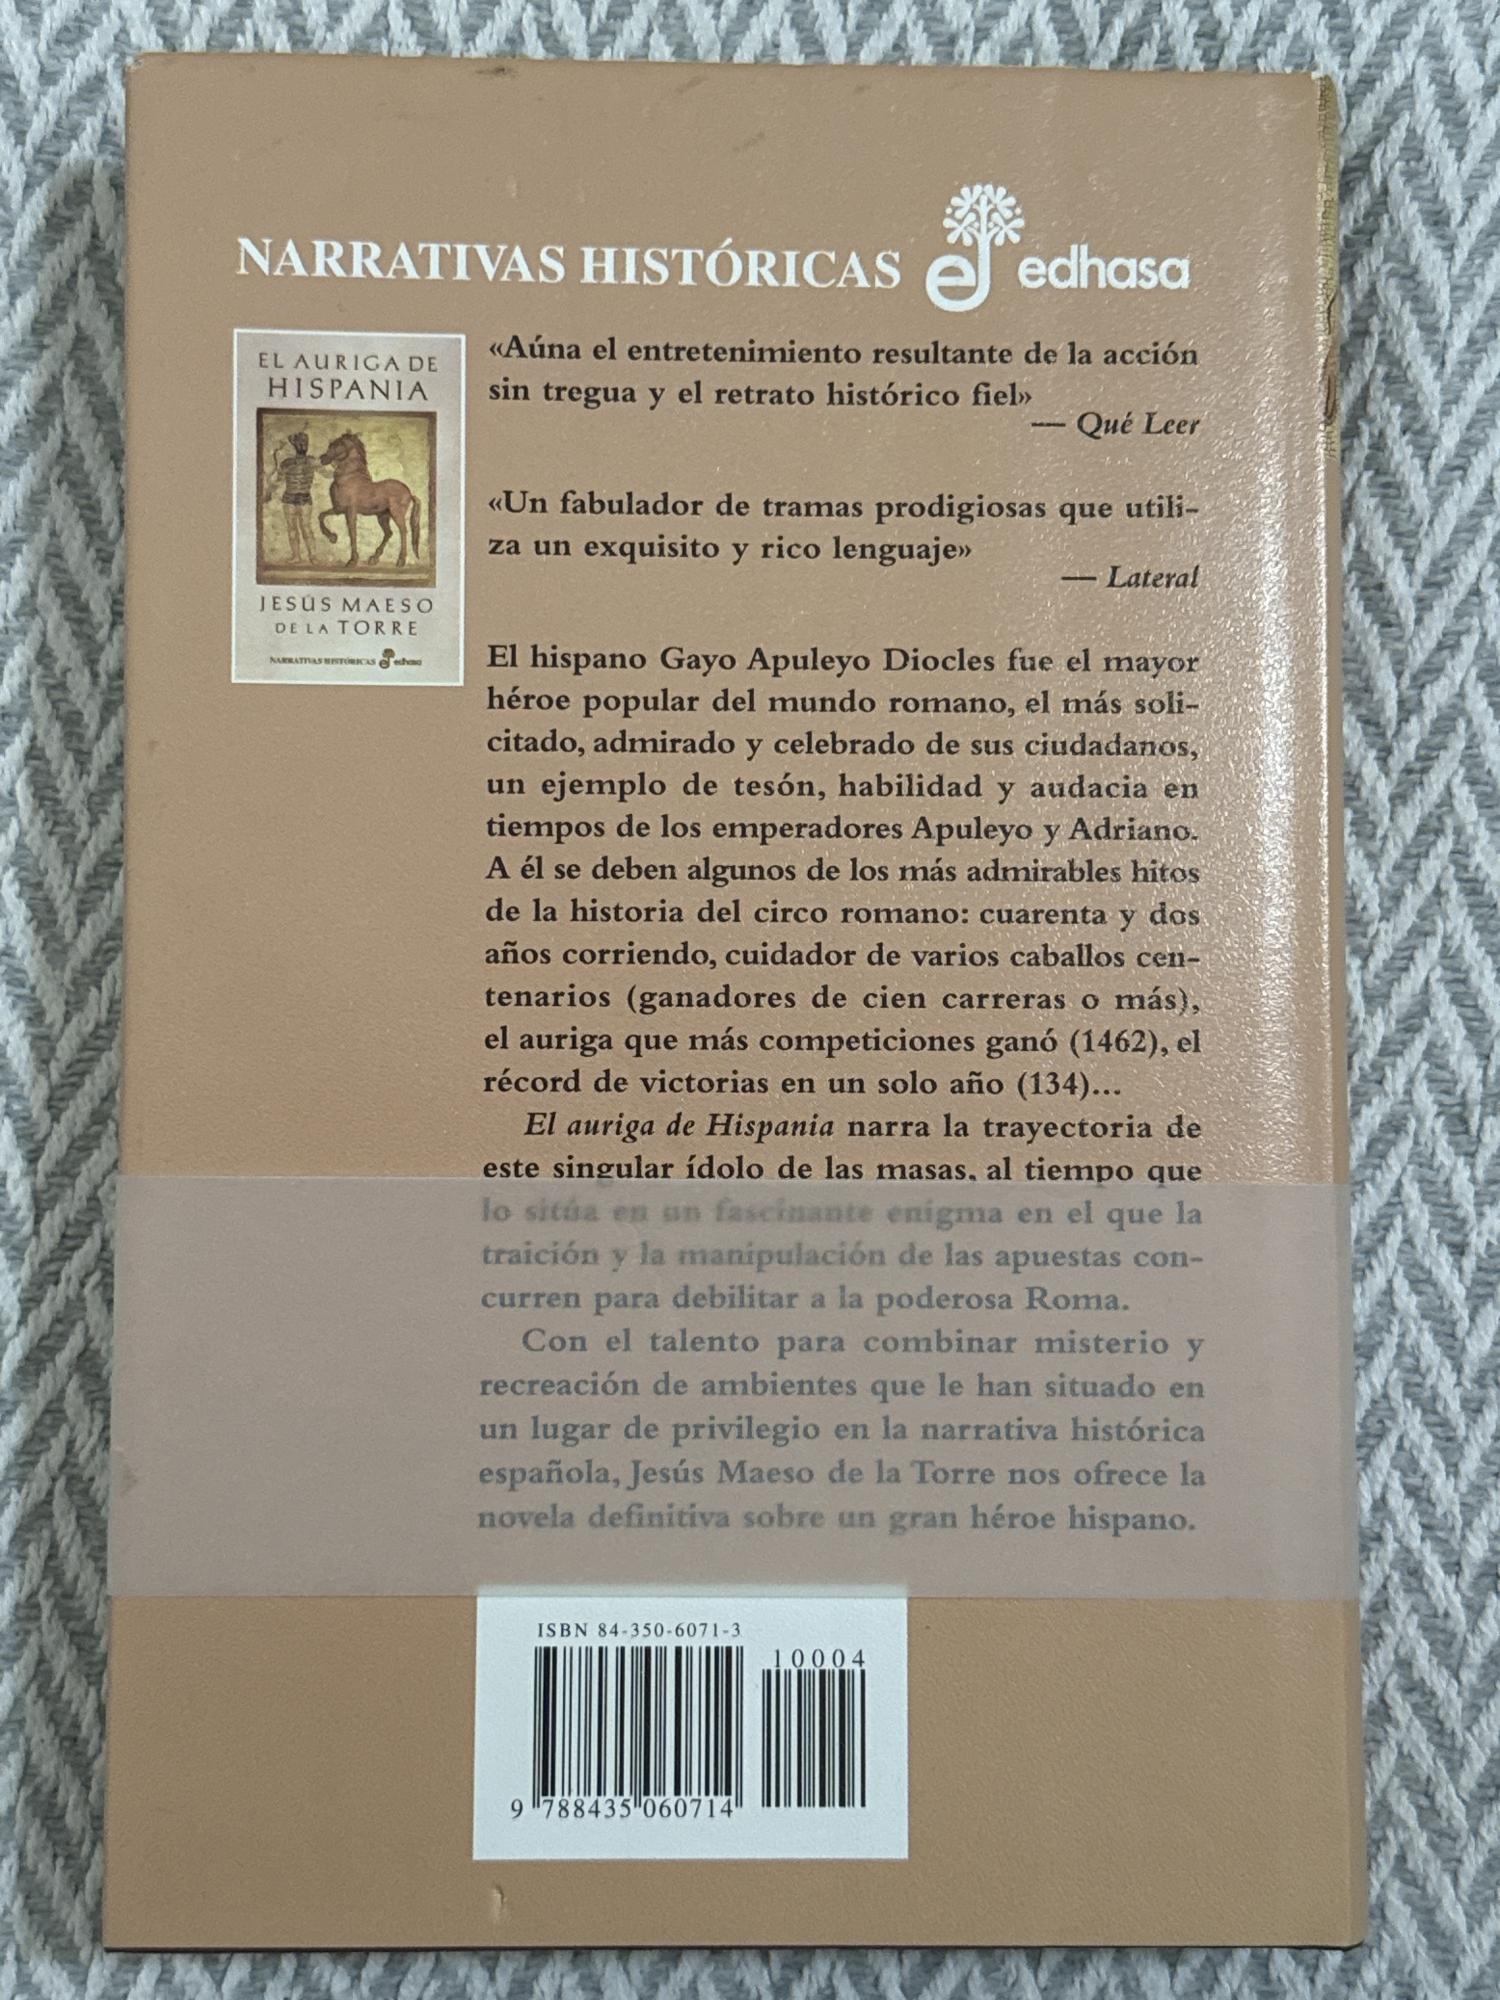 NARRATIVAS HISTÓRICAS edhasa
EL AURIGA DE
HISPANIA
JESÚS MAESO
DE LA TORRE
NARRATIVAS HISTÓRICAS edhasa
«Aúna el entretenimiento resultante de la acción
sin tregua y el retrato histórico fiel»
— Qué Leer
«Un fabulador de tramas prodigiosas que utili-
za un exquisito y rico lenguaje»
— Lateral
El hispano Gayo Apuleyo Diocles fue el mayor
héroe popular del mundo romano, el más soli-
citado, admirado y celebrado de sus ciudadanos,
un ejemplo de tesón, habilidad y audacia en
tiempos de los emperadores Apuleyo y Adriano.
A él se deben algunos de los más admirables hitos
de la historia del circo romano: cuarenta y dos
años corriendo, cuidador de varios caballos cen-
tenarios (ganadores de cien carreras o más),
el auriga que más competiciones ganó (1462), el
récord de victorias en un solo año (134)...
El auriga de Hispania narra la trayectoria de
este singular ídolo de las masas, al tiempo que
lo sitúa en un fascinante enigma en el que la
traición y la manipulación de las apuestas con-
curren para debilitar a la poderosa Roma.
Con el talento para combinar misterio y
recreación de ambientes que le han situado en
un lugar de privilegio en la narrativa histórica
española, Jesús Maeso de la Torre nos ofrece la
novela definitiva sobre un gran héroe hispano.
ISBN 84-350-6071-3
10004
9 788435 060714